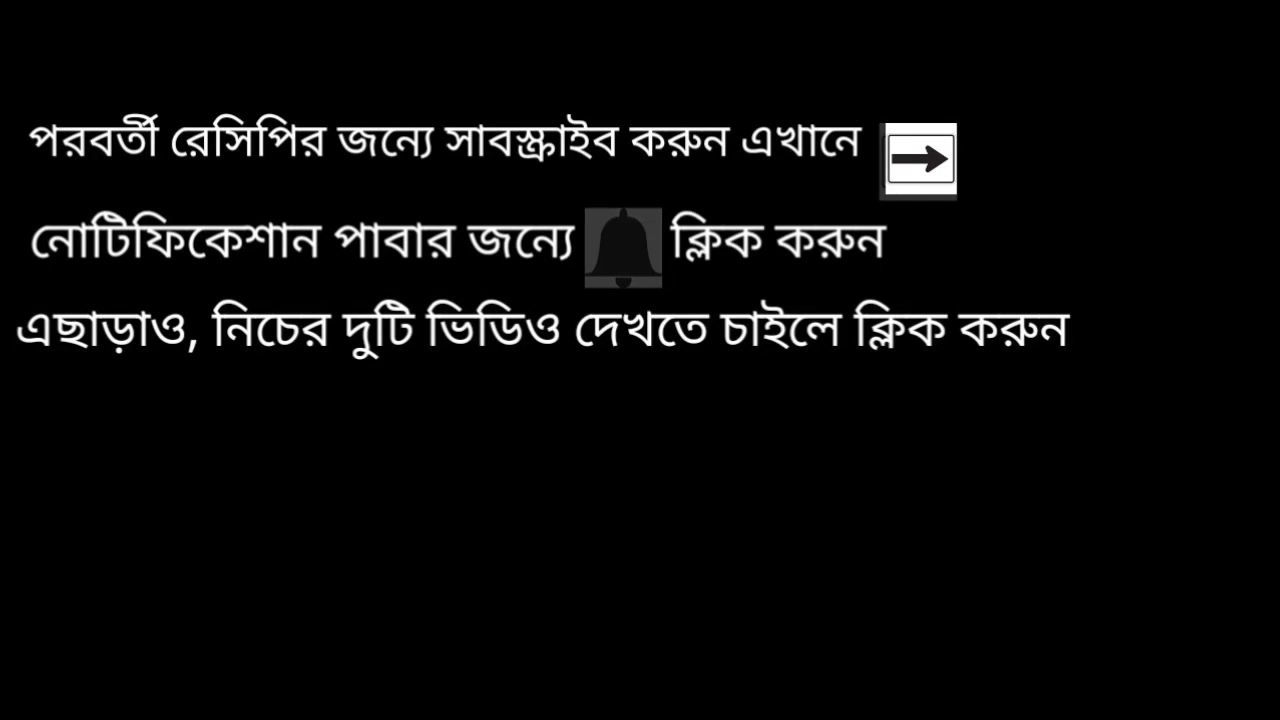 পরবর্তী রেসিপির জন্যে সাবস্ক্রাইব করুন এখানে
নোটিফিকেশান পাবার জন্যে ক্লিক করুন
এছাড়াও, নিচের দুটি ভিডিও দেখতে চাইলে ক্লিক করুন